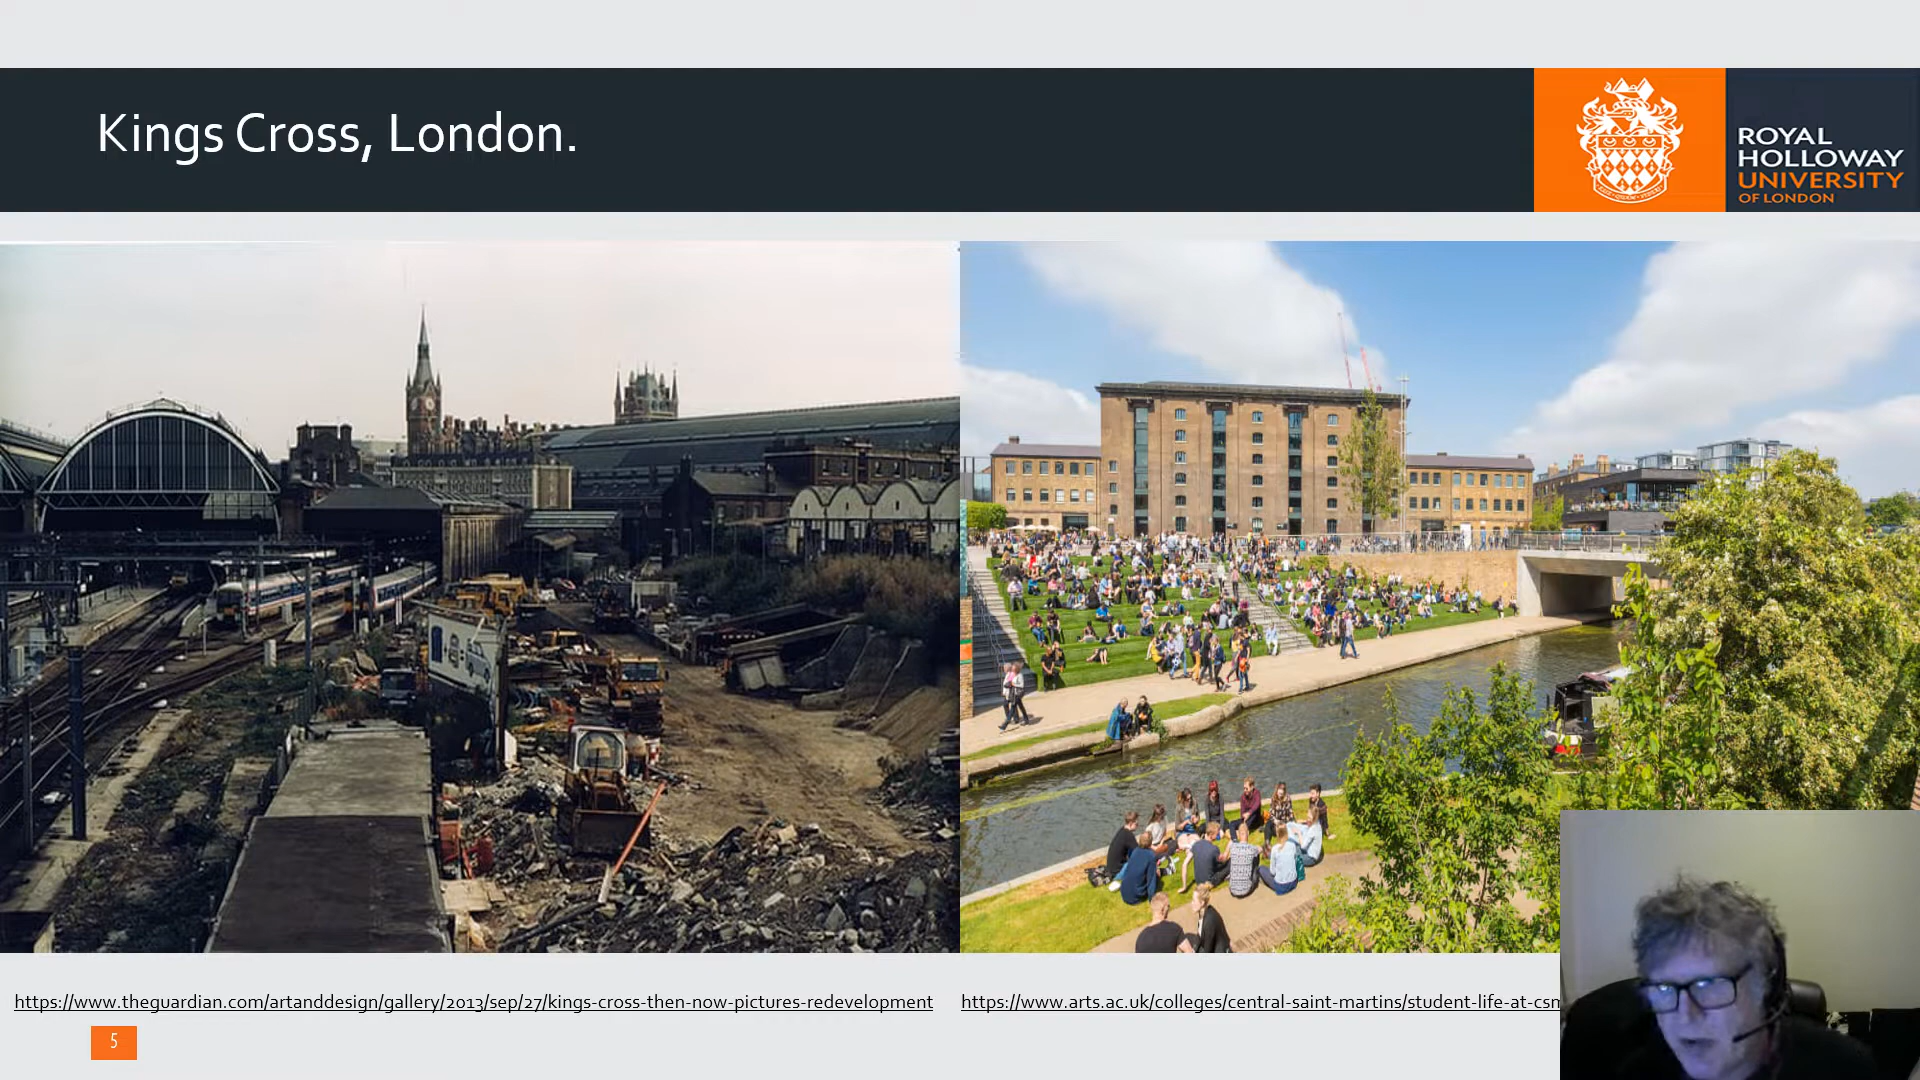 Kings Cross, London.
ROYAL
HOLLOWAY
UNIVERSITY
OF LONDON
https://www.theguardian.com/artanddesign/gallery/2013/sep/27/kings-cross-then-now-pictures-redevelopment
https://www.arts.ac.uk/colleges/central-saint-martins/student-life-at-csm
5